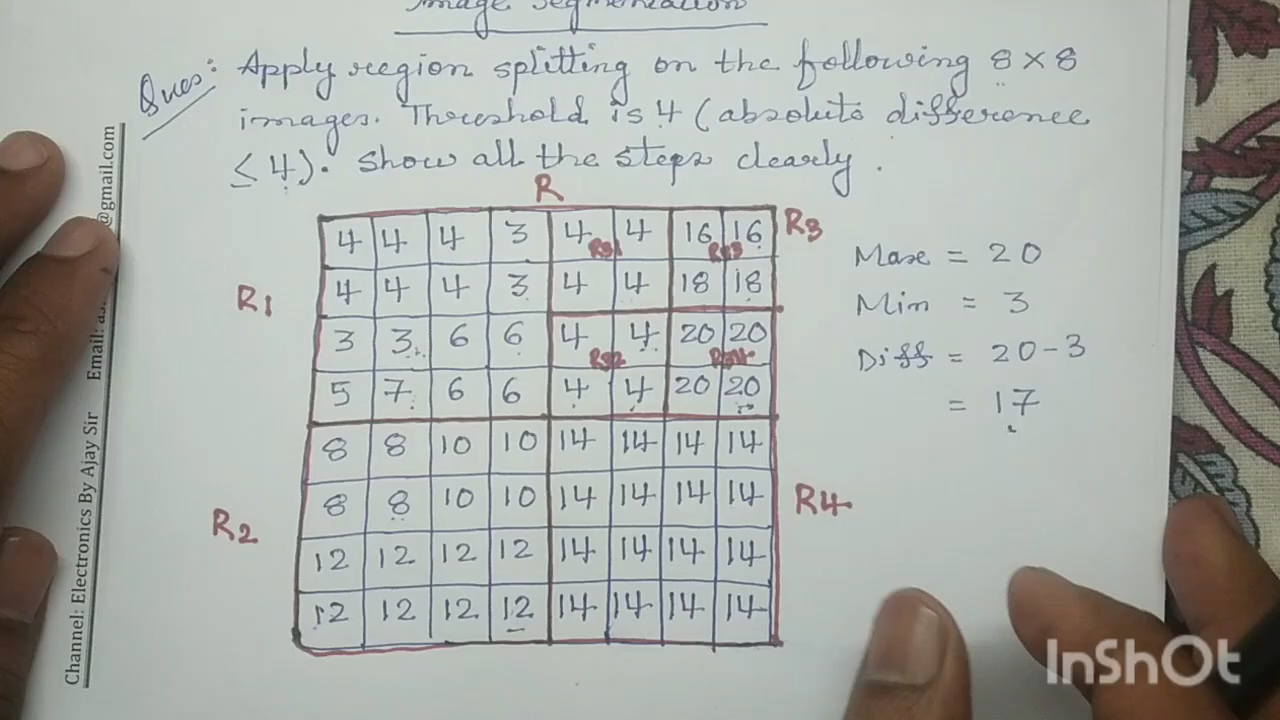 Image Segmentation
Ques: Apply region splitting on the following 8 × 8
images. Threshold is 4 (absolute difference
≤ 4). Show all the steps clearly.
R
4 4 4 3 4 4 16 16
R31 R33
R3
4 4 4 3 4 4 18 18
R1
3 3 6 6 4 4 20 20
R32 R34
5 7 6 6 4 4 20 20
8 8 10 10 14 14 14 14
8 8 10 10 14 14 14 14
R2
R4
12 12 12 12 14 14 14 14
12 12 12 12 14 14 14 14
Max = 20
Min = 3
Diff = 20-3
= 17
Channel: Electronics By Ajay Sir
Email:
@gmail.com
InShOt